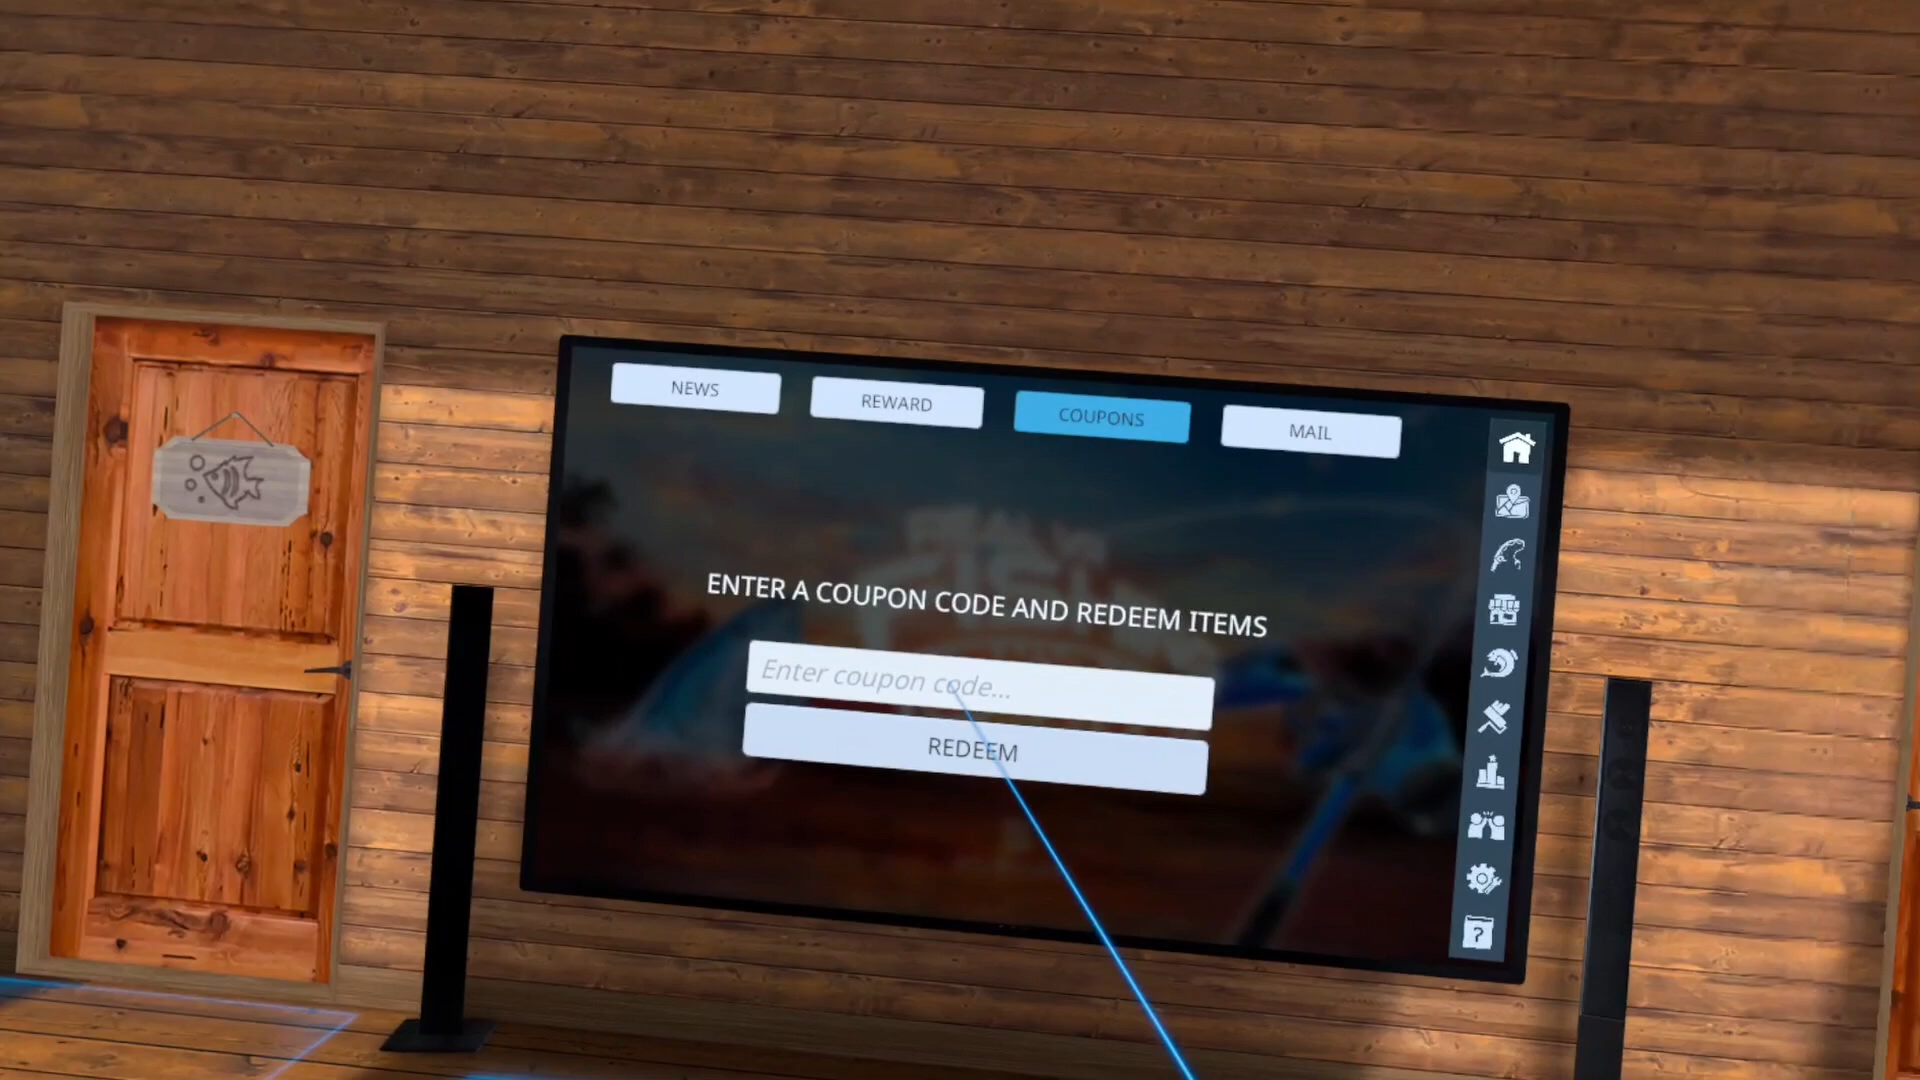 NEWS
REWARD
COUPONS
MAIL
ENTER A COUPON CODE AND REDEEM ITEMS
Enter coupon code...
REDEEM
?